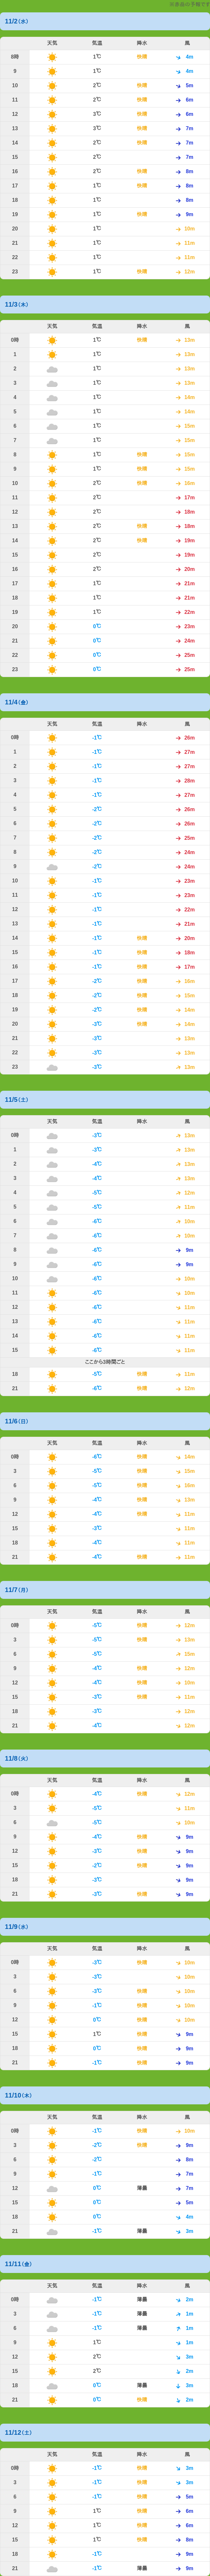 11/2(水)
天気 気温 降水 風
8時 1℃ 快晴 4m
9 1℃ 4m
10 2℃ 快晴 5m
11 2℃ 6m
12 3℃ 快晴 6m
13 3℃ 快晴 7m
14 2℃ 快晴 7m
15 2℃ 7m
16 2℃ 快晴 8m
17 1℃ 快晴 8m
18 1℃ 8m
19 1℃ 快晴 9m
20 1℃ 10m
21 1℃ 11m
22 1℃ 11m
23 1℃ 快晴 12m
11/3(木)
天気 気温 降水 風
0時 1℃ 快晴 13m
1 1℃ 13m
2 1℃ 13m
3 1℃ 13m
4 1℃ 14m
5 1℃ 14m
6 1℃ 15m
7 1℃ 15m
8 1℃ 快晴 15m
9 1℃ 快晴 15m
10 2℃ 快晴 16m
11 2℃ 17m
12 2℃ 18m
13 2℃ 快晴 18m
14 2℃ 快晴 19m
15 2℃ 19m
16 2℃ 20m
17 1℃ 21m
18 1℃ 21m
19 1℃ 22m
20 0℃ 23m
21 0℃ 24m
22 0℃ 25m
23 0℃ 25m
11/4(金)
天気 気温 降水 風
0時 -1℃ 26m
1 -1℃ 27m
2 -1℃ 27m
3 -1℃ 28m
4 -1℃ 27m
5 -2℃ 26m
6 -2℃ 26m
7 -2℃ 25m
8 -2℃ 24m
9 -2℃ 24m
10 -1℃ 23m
11 -1℃ 23m
12 -1℃ 22m
13 -1℃ 21m
14 -1℃ 快晴 20m
15 -1℃ 快晴 18m
16 -1℃ 快晴 17m
17 -2℃ 快晴 16m
18 -2℃ 快晴 15m
19 -2℃ 快晴 14m
20 -3℃ 快晴 14m
21 -3℃ 13m
22 -3℃ 13m
23 -3℃ 13m
11/5(土)
天気 気温 降水 風
0時 -3℃ 13m
1 -3℃ 13m
2 -4℃ 13m
3 -4℃ 13m
4 -5℃ 12m
5 -5℃ 11m
6 -6℃ 10m
7 -6℃ 10m
8 -6℃ 9m
9 -6℃ 9m
10 -6℃ 10m
11 -6℃ 10m
12 -6℃ 11m
13 -6℃ 11m
14 -6℃ 11m
15 -6℃ 11m
ここから3時間ごと
18 -5℃ 快晴 11m
21 -6℃ 快晴 12m
11/6(日)
天気 気温 降水 風
0時 -6℃ 快晴 14m
3 -5℃ 快晴 15m
6 -5℃ 快晴 16m
9 -4℃ 快晴 13m
12 -4℃ 快晴 11m
15 -3℃ 11m
18 -4℃ 11m
21 -4℃ 快晴 11m
11/7(月)
天気 気温 降水 風
0時 -5℃ 快晴 12m
3 -5℃ 快晴 13m
6 -5℃ 15m
9 -4℃ 快晴 12m
12 -4℃ 快晴 10m
15 -3℃ 快晴 11m
18 -3℃ 12m
21 -4℃ 12m
11/8(火)
天気 気温 降水 風
0時 -4℃ 快晴 12m
3 -5℃ 11m
6 -5℃ 10m
9 -4℃ 快晴 9m
12 -3℃ 快晴 9m
15 -2℃ 快晴 9m
18 -3℃ 快晴 9m
21 -3℃ 快晴 9m
11/9(水)
天気 気温 降水 風
0時 -3℃ 快晴 10m
3 -3℃ 快晴 10m
6 -3℃ 快晴 10m
9 -1℃ 快晴 10m
12 0℃ 快晴 10m
15 1℃ 快晴 9m
18 0℃ 快晴 9m
21 -1℃ 快晴 9m
11/10(木)
天気 気温 降水 風
0時 -1℃ 快晴 10m
3 -2℃ 快晴 9m
6 -2℃ 8m
9 -1℃ 7m
12 0℃ 薄曇 7m
15 0℃ 5m
18 0℃ 4m
21 -1℃ 薄曇 3m
11/11(金)
天気 気温 降水 風
0時 -1℃ 薄曇 2m
3 -1℃ 薄曇 1m
6 -1℃ 薄曇 1m
9 1℃ 1m
12 2℃ 3m
15 2℃ 2m
18 0℃ 薄曇 3m
21 0℃ 快晴 2m
11/12(土)
天気 気温 降水 風
0時 -1℃ 快晴 3m
3 -1℃ 快晴 3m
6 -1℃ 快晴 5m
9 1℃ 快晴 6m
12 1℃ 快晴 6m
15 1℃ 快晴 8m
18 -1℃ 9m
21 -1℃ 薄曇 9m